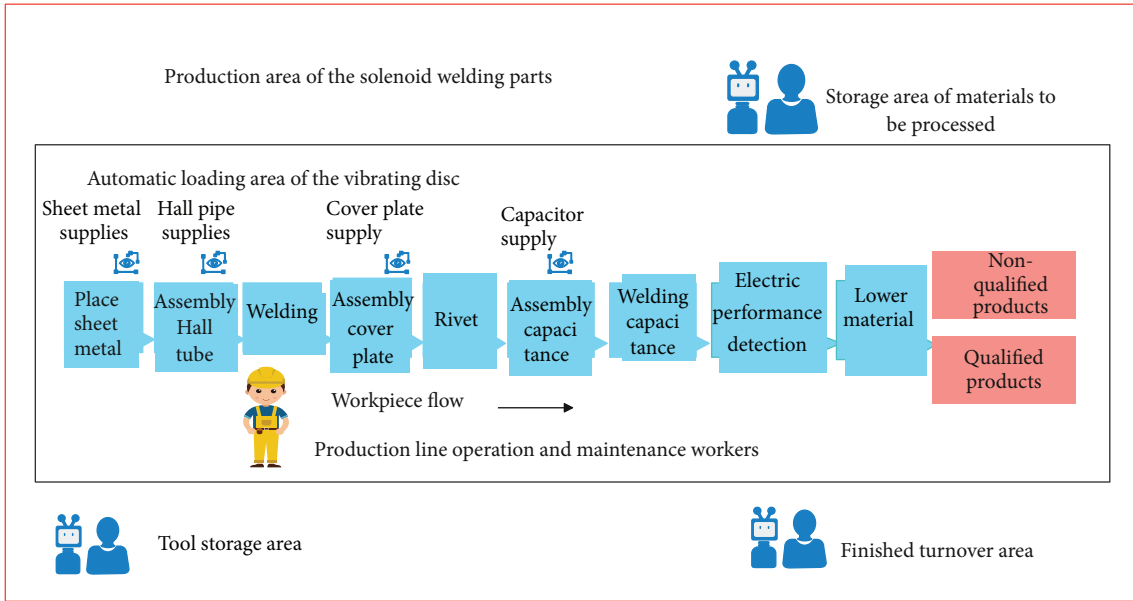 Production area of the solenoid welding parts
Storage area of materials to
be processed
Automatic loading area of the vibrating disc
Sheet metal
supplies
Hall pipe
supplies
Cover plate
supply
Capacitor
supply
Place
sheet
metal
Assembly
Hall
tube
Welding
Assembly
cover
plate
Rivet
Assembly
capaci
tance
Welding
capaci
tance
Electric
performance
detection
Lower
material
Non-
qualified
products
Qualified
products
Workpiece flow
Production line operation and maintenance workers
Tool storage area
Finished turnover area